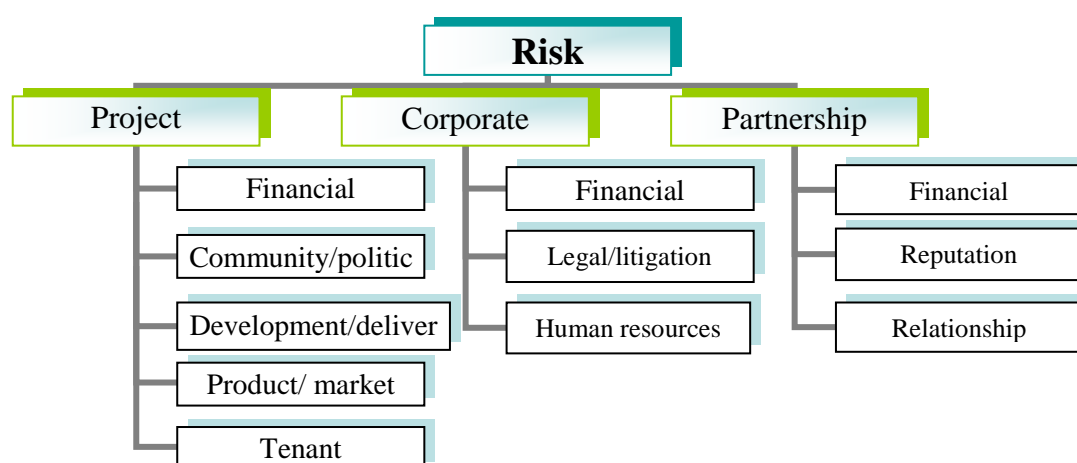 Risk
Project
Corporate
Partnership
Financial
Community/politic
Development/deliver
Product/ market
Tenant
Financial
Legal/litigation
Human resources
Financial
Reputation
Relationship